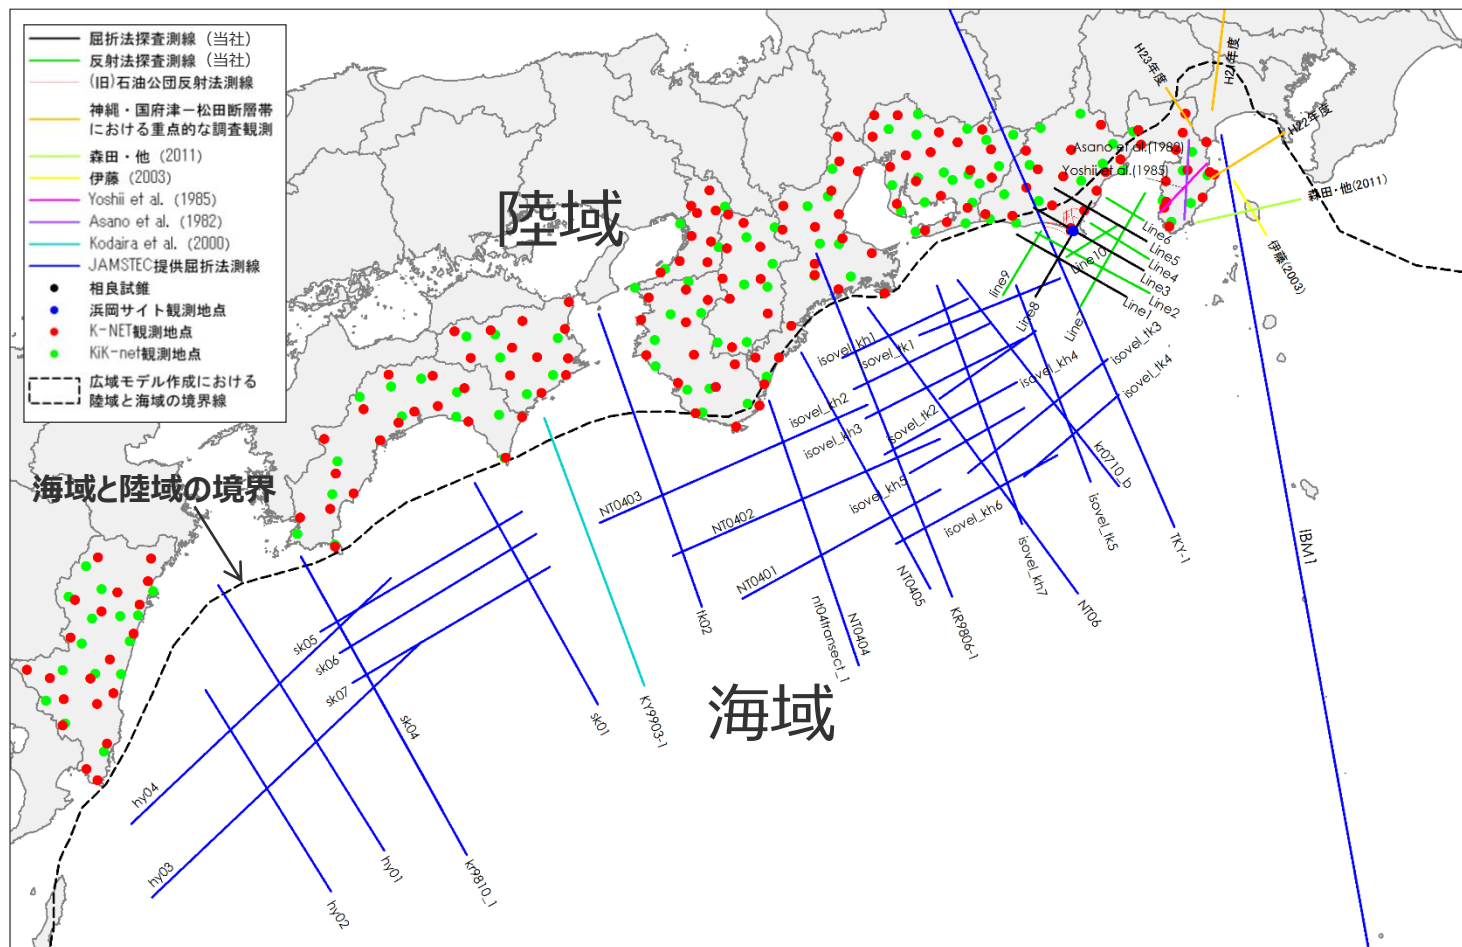 屈折法探査測線（当社）
反射法探査測線（当社）
(旧)石油公団反射法測線
神縄・国府津ー松田断層帯
における重点的な調査観測
森田・他（2011）
伊藤（2003）
Yoshii et al. (1985)
Asano et al. (1982)
Kodaira et al. (2000)
JAMSTEC提供屈折法測線
相良試錐
浜岡サイト観測地点
K-NET観測地点
KiK-net観測地点
広域モデル作成における
陸域と海域の境界線
陸域
海域
海域と陸域の境界
H23年度
H21年度
H22年度
Asano et al.(1982)
Yoshii et al.(1985)
森田・他(2011)
伊藤(2003)
Line6
Line5
Line4
Line3
Line2
Line1
Line10
line9
Line8
Line7
isovel_kh1
isovel_tk1
isovel_kh2
isovel_kh3
isovel_tk2
isovel_kh4
isovel_tk3
isovel_tk4
isovel_kh5
isovel_kh6
isovel_kh7
isovel_tk5
kr0710_b
TKY-1
IBM1
NT06
KR9806-1
NT0405
NT0404
nt04transect_1
NT0403
NT0402
NT0401
tk02
KY9903-1
sk01
sk05
sk06
sk07
sk04
kr9810_1
hy04
hy03
hy01
hy02